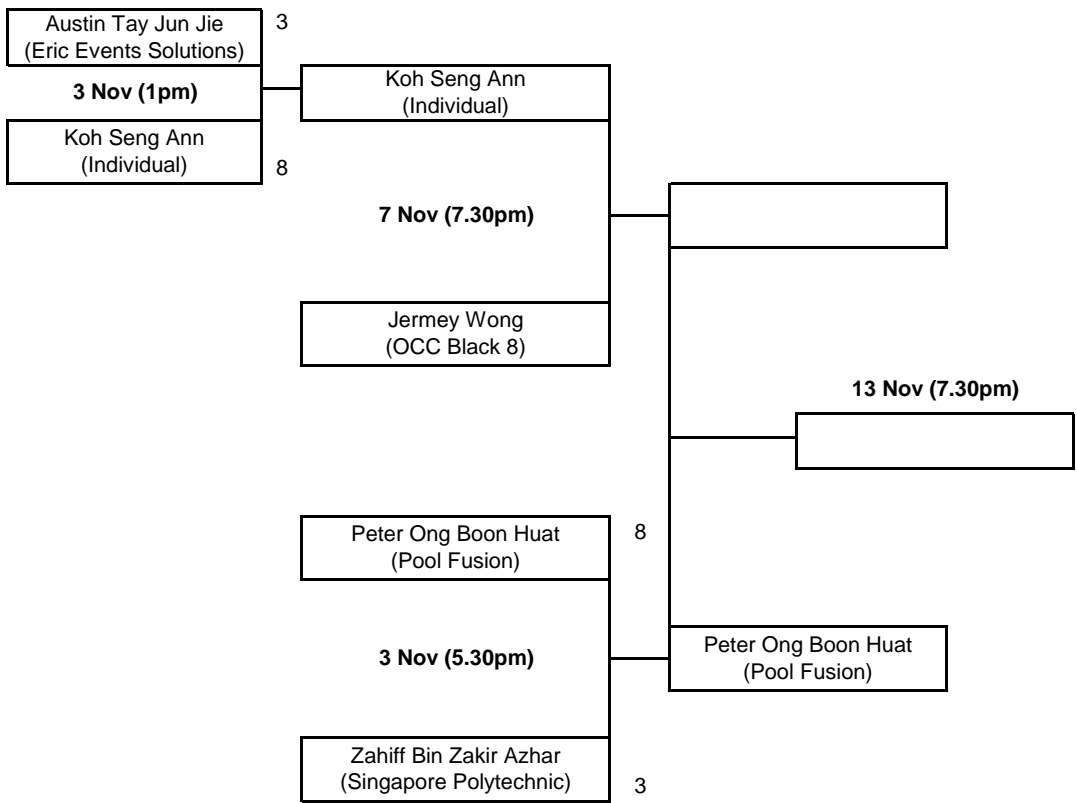 Austin Tay Jun Jie
(Eric Events Solutions)
3
3 Nov (1pm)
Koh Seng Ann
(Individual)
8
Koh Seng Ann
(Individual)
7 Nov (7.30pm)
Jermey Wong
(OCC Black 8)
13 Nov (7.30pm)
Peter Ong Boon Huat
(Pool Fusion)
8
3 Nov (5.30pm)
Peter Ong Boon Huat
(Pool Fusion)
Zahiff Bin Zakir Azhar
(Singapore Polytechnic)
3